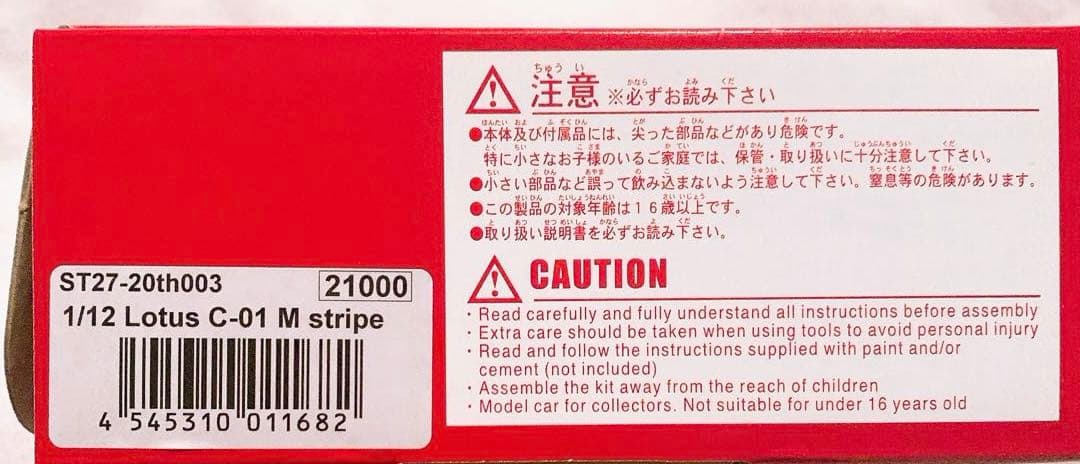 注意 ※必ずお読み下さい
●本体及び付属品には、尖った部品などがあり危険です。
特に小さなお子様のいるご家庭では、保管・取り扱いに十分注意して下さい。
●小さい部品など誤って飲み込まないよう注意して下さい。窒息等の危険があります。
●この製品の対象年齢は16歳以上です。
●取り扱い説明書を必ずお読み下さい。
CAUTION
・Read carefully and fully understand all instructions before assembly
・Extra care should be taken when using tools to avoid personal injury
・Read and follow the instructions supplied with paint and/or
cement (not included)
・Assemble the kit away from the reach of children
・Model car for collectors. Not suitable for under 16 years old
ST27-20th003 21000
1/12 Lotus C-01 M stripe
4 545310 011682